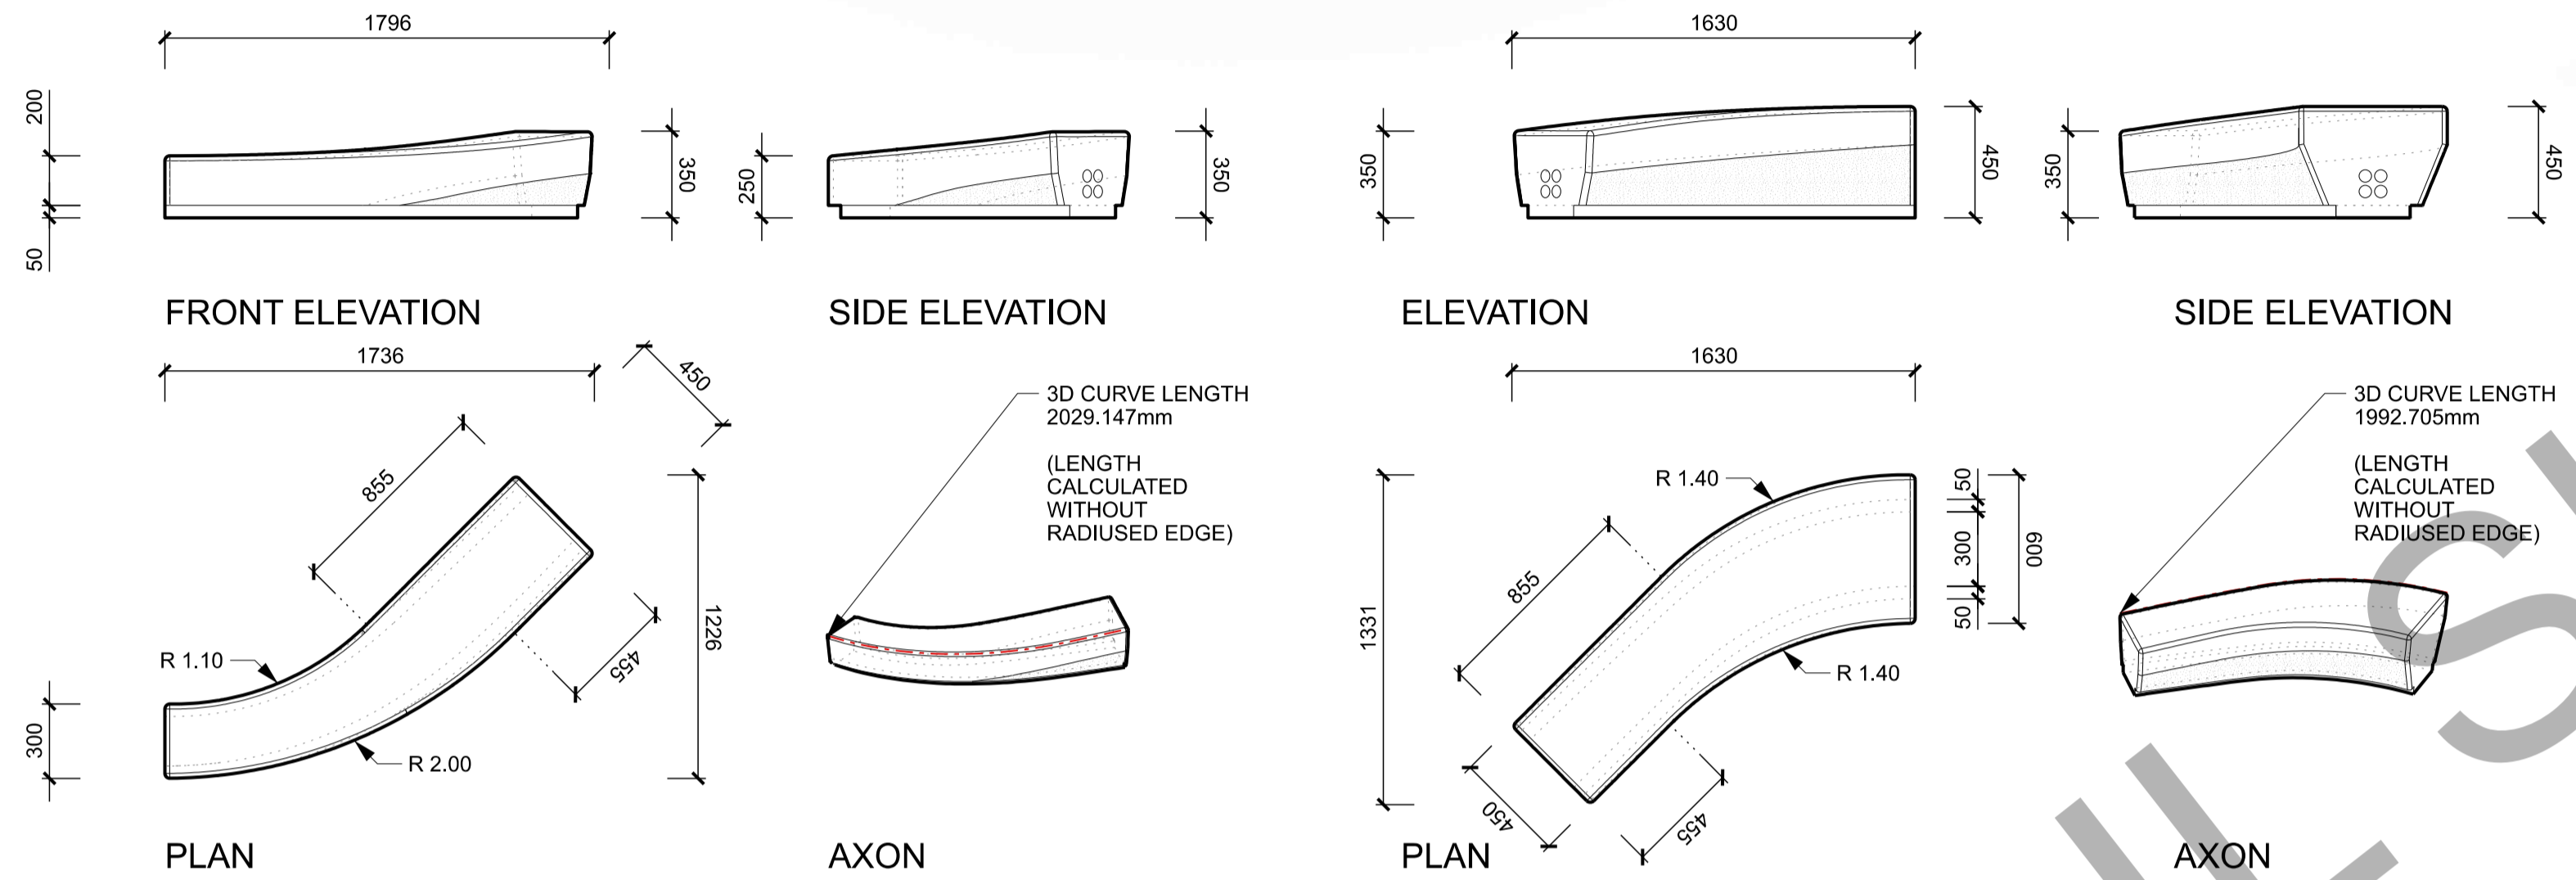 1796
200
50
350
FRONT ELEVATION
250
350
SIDE ELEVATION
1630
350
450
ELEVATION
350
450
SIDE ELEVATION
1736
450
855
455
1226
R 1.10
R 2.00
300
PLAN
3D CURVE LENGTH
2029.147mm
(LENGTH
CALCULATED
WITHOUT
RADIUSED EDGE)
AXON
1630
R 1.40
50
300
50
600
855
1331
R 1.40
450
455
PLAN
3D CURVE LENGTH
1992.705mm
(LENGTH
CALCULATED
WITHOUT
RADIUSED EDGE)
AXON